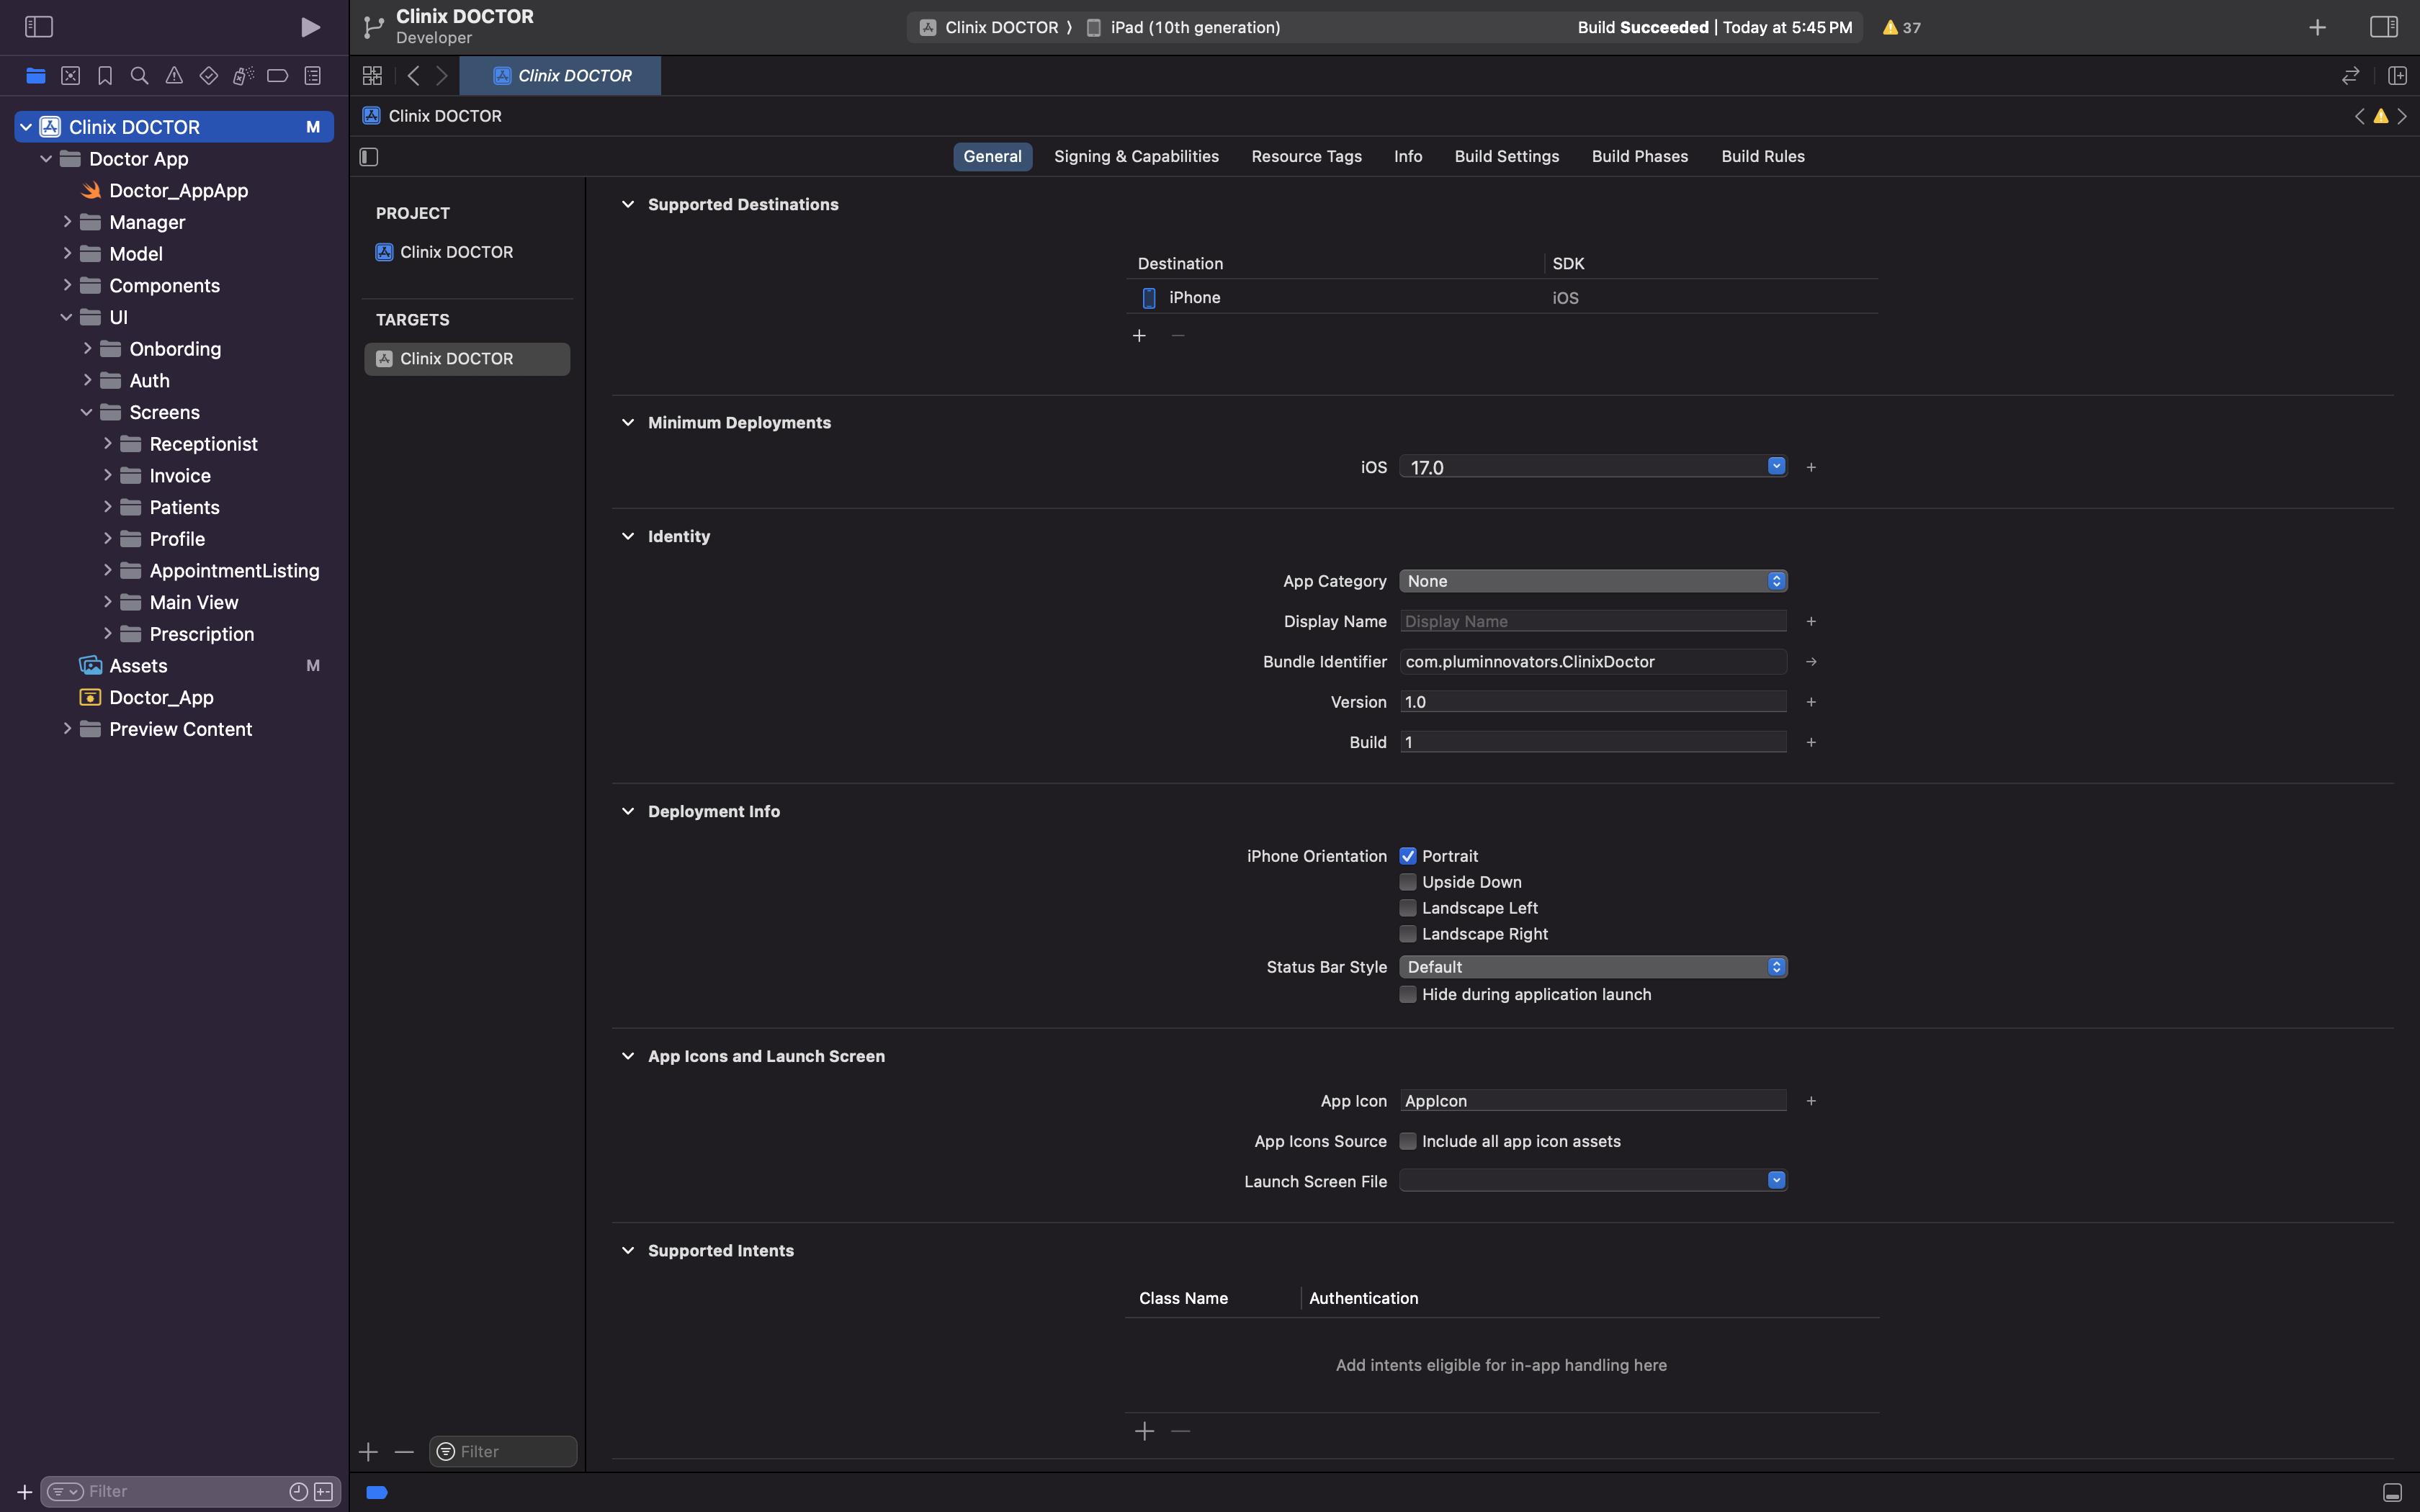 Clinix DOCTOR
Developer
Clinix DOCTOR
iPad (10th generation)
Build Succeeded | Today at 5:45 PM
37
Clinix DOCTOR
Clinix DOCTOR M
Doctor App
Doctor_AppApp
Manager
Model
Components
UI
Onbording
Auth
Screens
Receptionist
Invoice
Patients
Profile
AppointmentListing
Main View
Prescription
Assets M
Doctor_App
Preview Content
Filter
Clinix DOCTOR
General
Signing & Capabilities
Resource Tags
Info
Build Settings
Build Phases
Build Rules
PROJECT
Clinix DOCTOR
TARGETS
Clinix DOCTOR
Filter
Supported Destinations
Destination SDK
iPhone iOS
Minimum Deployments
iOS 17.0
Identity
App Category None
Display Name Display Name
Bundle Identifier com.pluminnovators.ClinixDoctor
Version 1.0
Build 1
Deployment Info
iPhone Orientation Portrait
Upside Down
Landscape Left
Landscape Right
Status Bar Style Default
Hide during application launch
App Icons and Launch Screen
App Icon AppIcon
App Icons Source Include all app icon assets
Launch Screen File
Supported Intents
Class Name Authentication
Add intents eligible for in-app handling here